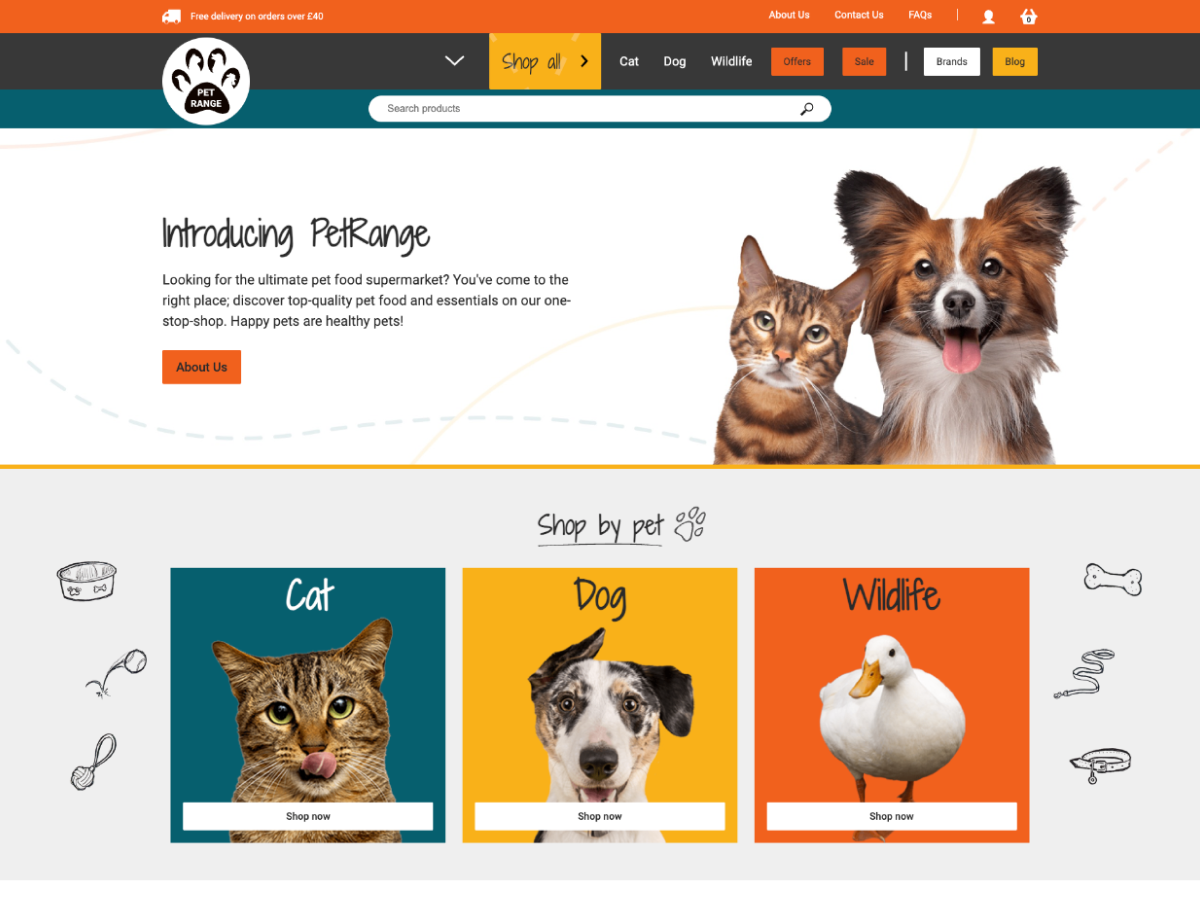 Free delivery on orders over £40
About Us
Contact Us
FAQs
0
PET
RANGE
Shop all
Cat
Dog
Wildlife
Offers
Sale
Brands
Blog
Search products
Introducing PetRange
Looking for the ultimate pet food supermarket? You've come to the
right place; discover top-quality pet food and essentials on our one-
stop-shop. Happy pets are healthy pets!
About Us
Shop by pet
Cat
Dog
Wildlife
Shop now
Shop now
Shop now